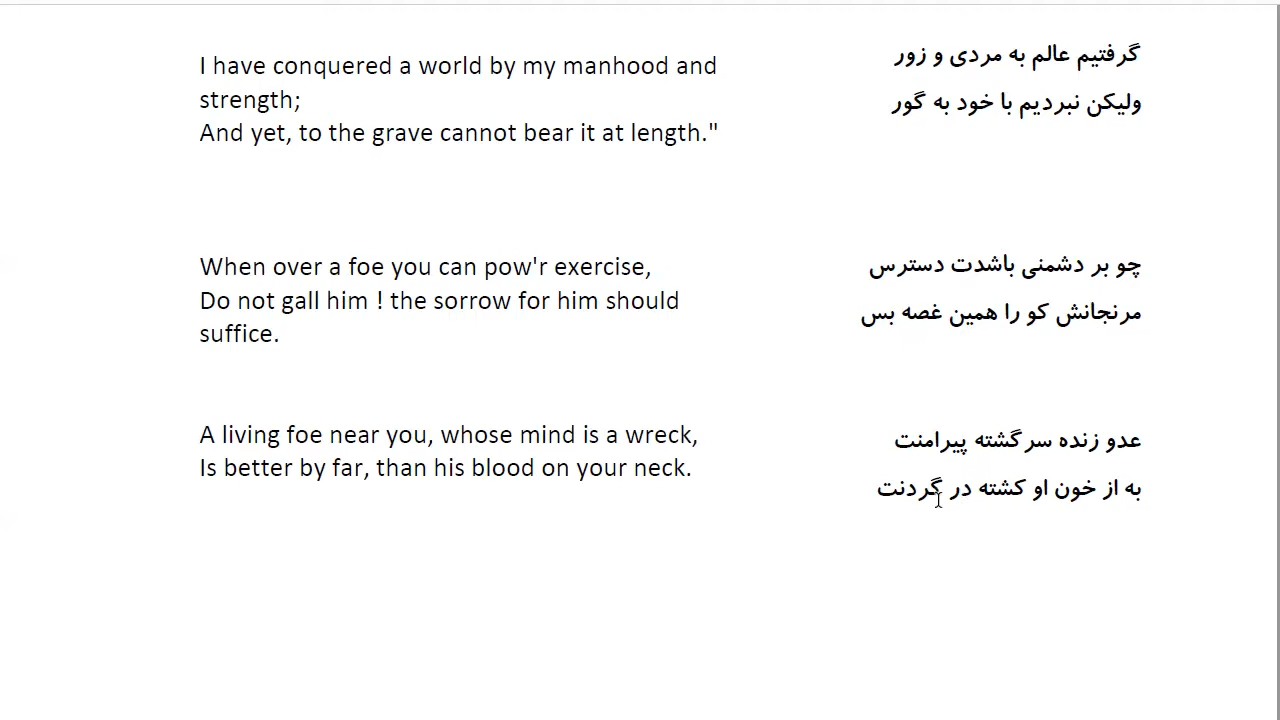 I have conquered a world by my manhood and
strength;
And yet, to the grave cannot bear it at length."
گرفتیم عالم به مردی و زور
ولیکن نبردیم با خود به گور
When over a foe you can pow'r exercise,
Do not gall him ! the sorrow for him should
suffice.
چو بر دشمنی باشدت دسترس
مرنجانش کو را همین غصه بس
A living foe near you, whose mind is a wreck,
Is better by far, than his blood on your neck.
عدو زنده سرگشته پیرامنت
به از خون او کشته در گردنت